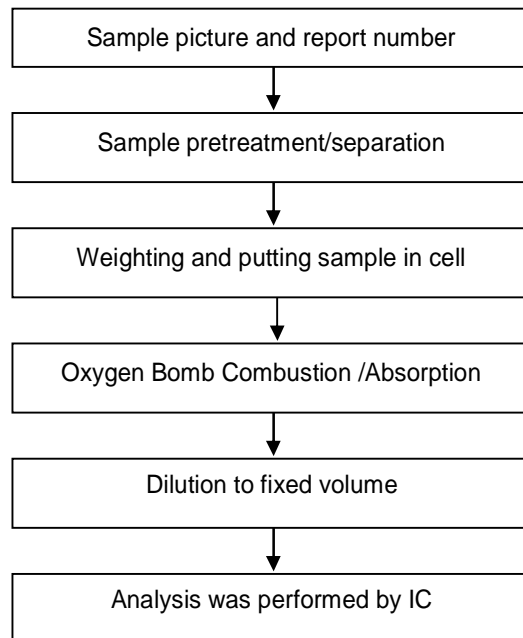 Sample picture and report number
Sample pretreatment/separation
Weighting and putting sample in cell
Oxygen Bomb Combustion /Absorption
Dilution to fixed volume
Analysis was performed by IC